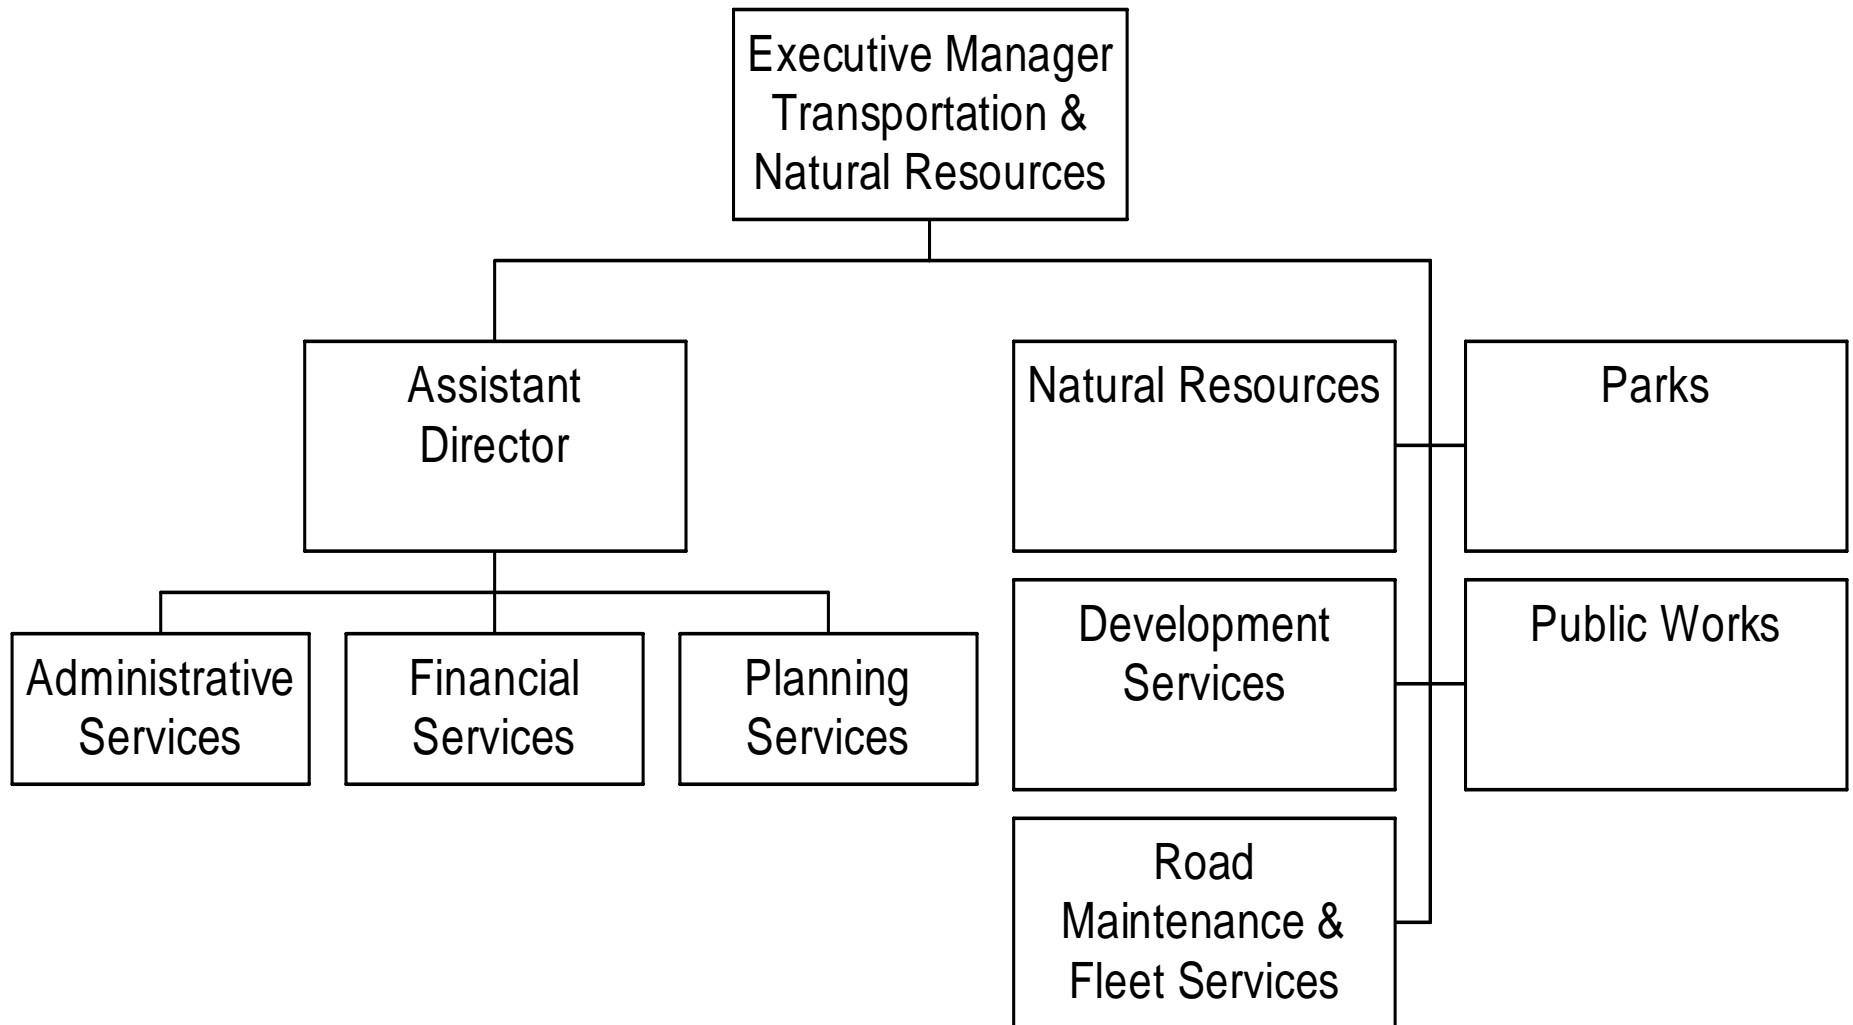 Executive Manager
Transportation &
Natural Resources
Assistant
Director
Natural Resources
Parks
Administrative
Services
Financial
Services
Planning
Services
Development
Services
Public Works
Road
Maintenance &
Fleet Services